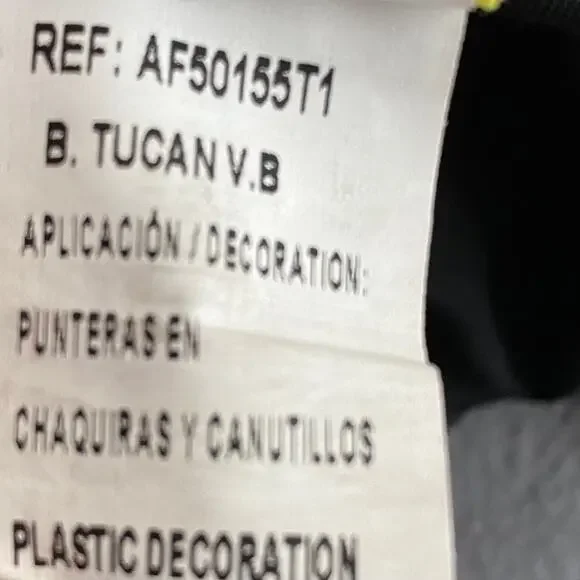 REF: AF50155T1
B. TUCAN V.B
APLICACIÓN / DECORATION:
PUNTERAS EN
CHAQUIRAS Y CANUTILLOS
PLASTIC DECORATION